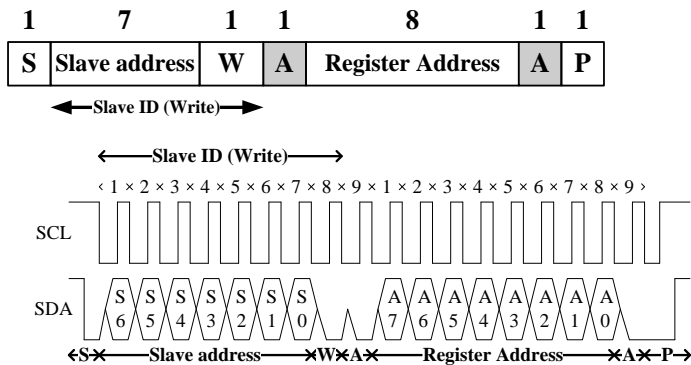 1 7 1 1 8 1 1
S Slave address W A Register Address A P
Slave ID (Write)
Slave ID (Write)
1 2 3 4 5 6 7 8 9 1 2 3 4 5 6 7 8 9
SCL
SDA S6 S5 S4 S3 S2 S1 S0 A7 A6 A5 A4 A3 A2 A1 A0
S Slave address W A Register Address A P